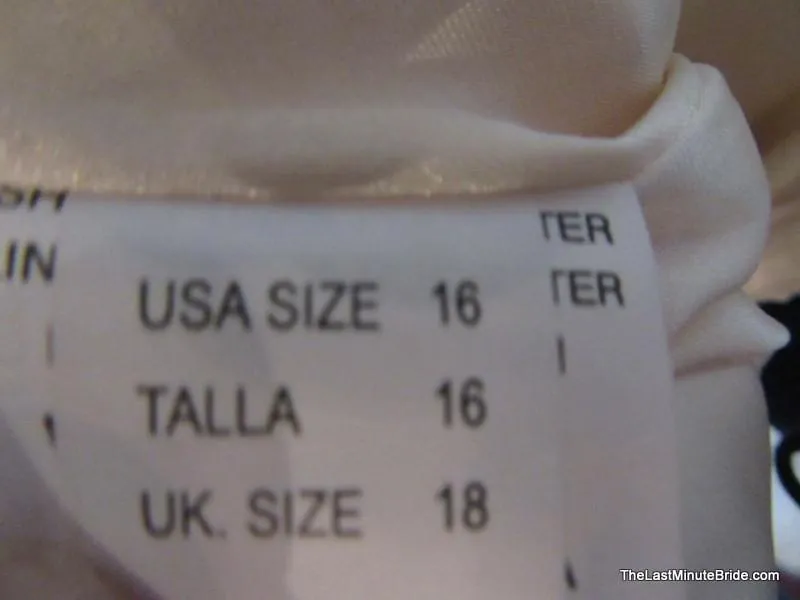 USA SIZE 16
TALLA 16
UK. SIZE 18
TheLastMinuteBride.com